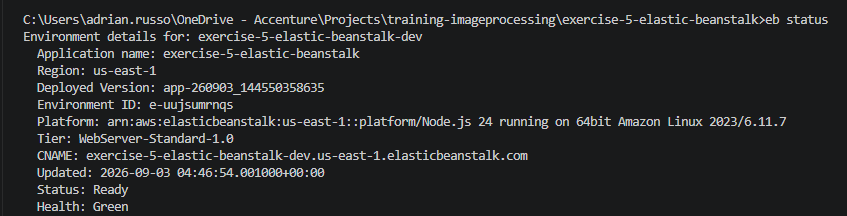 C:\Users\adrian.russo\OneDrive - Accenture\Projects\training-imageprocessing\exercise-5-elastic-beanstalk>eb status
Environment details for: exercise-5-elastic-beanstalk-dev
  Application name: exercise-5-elastic-beanstalk
  Region: us-east-1
  Deployed Version: app-260903_144550358635
  Environment ID: e-uujsumrnqs
  Platform: arn:aws:elasticbeanstalk:us-east-1::platform/Node.js 24 running on 64bit Amazon Linux 2023/6.11.7
  Tier: WebServer-Standard-1.0
  CNAME: exercise-5-elastic-beanstalk-dev.us-east-1.elasticbeanstalk.com
  Updated: 2026-09-03 04:46:54.001000+00:00
  Status: Ready
  Health: Green